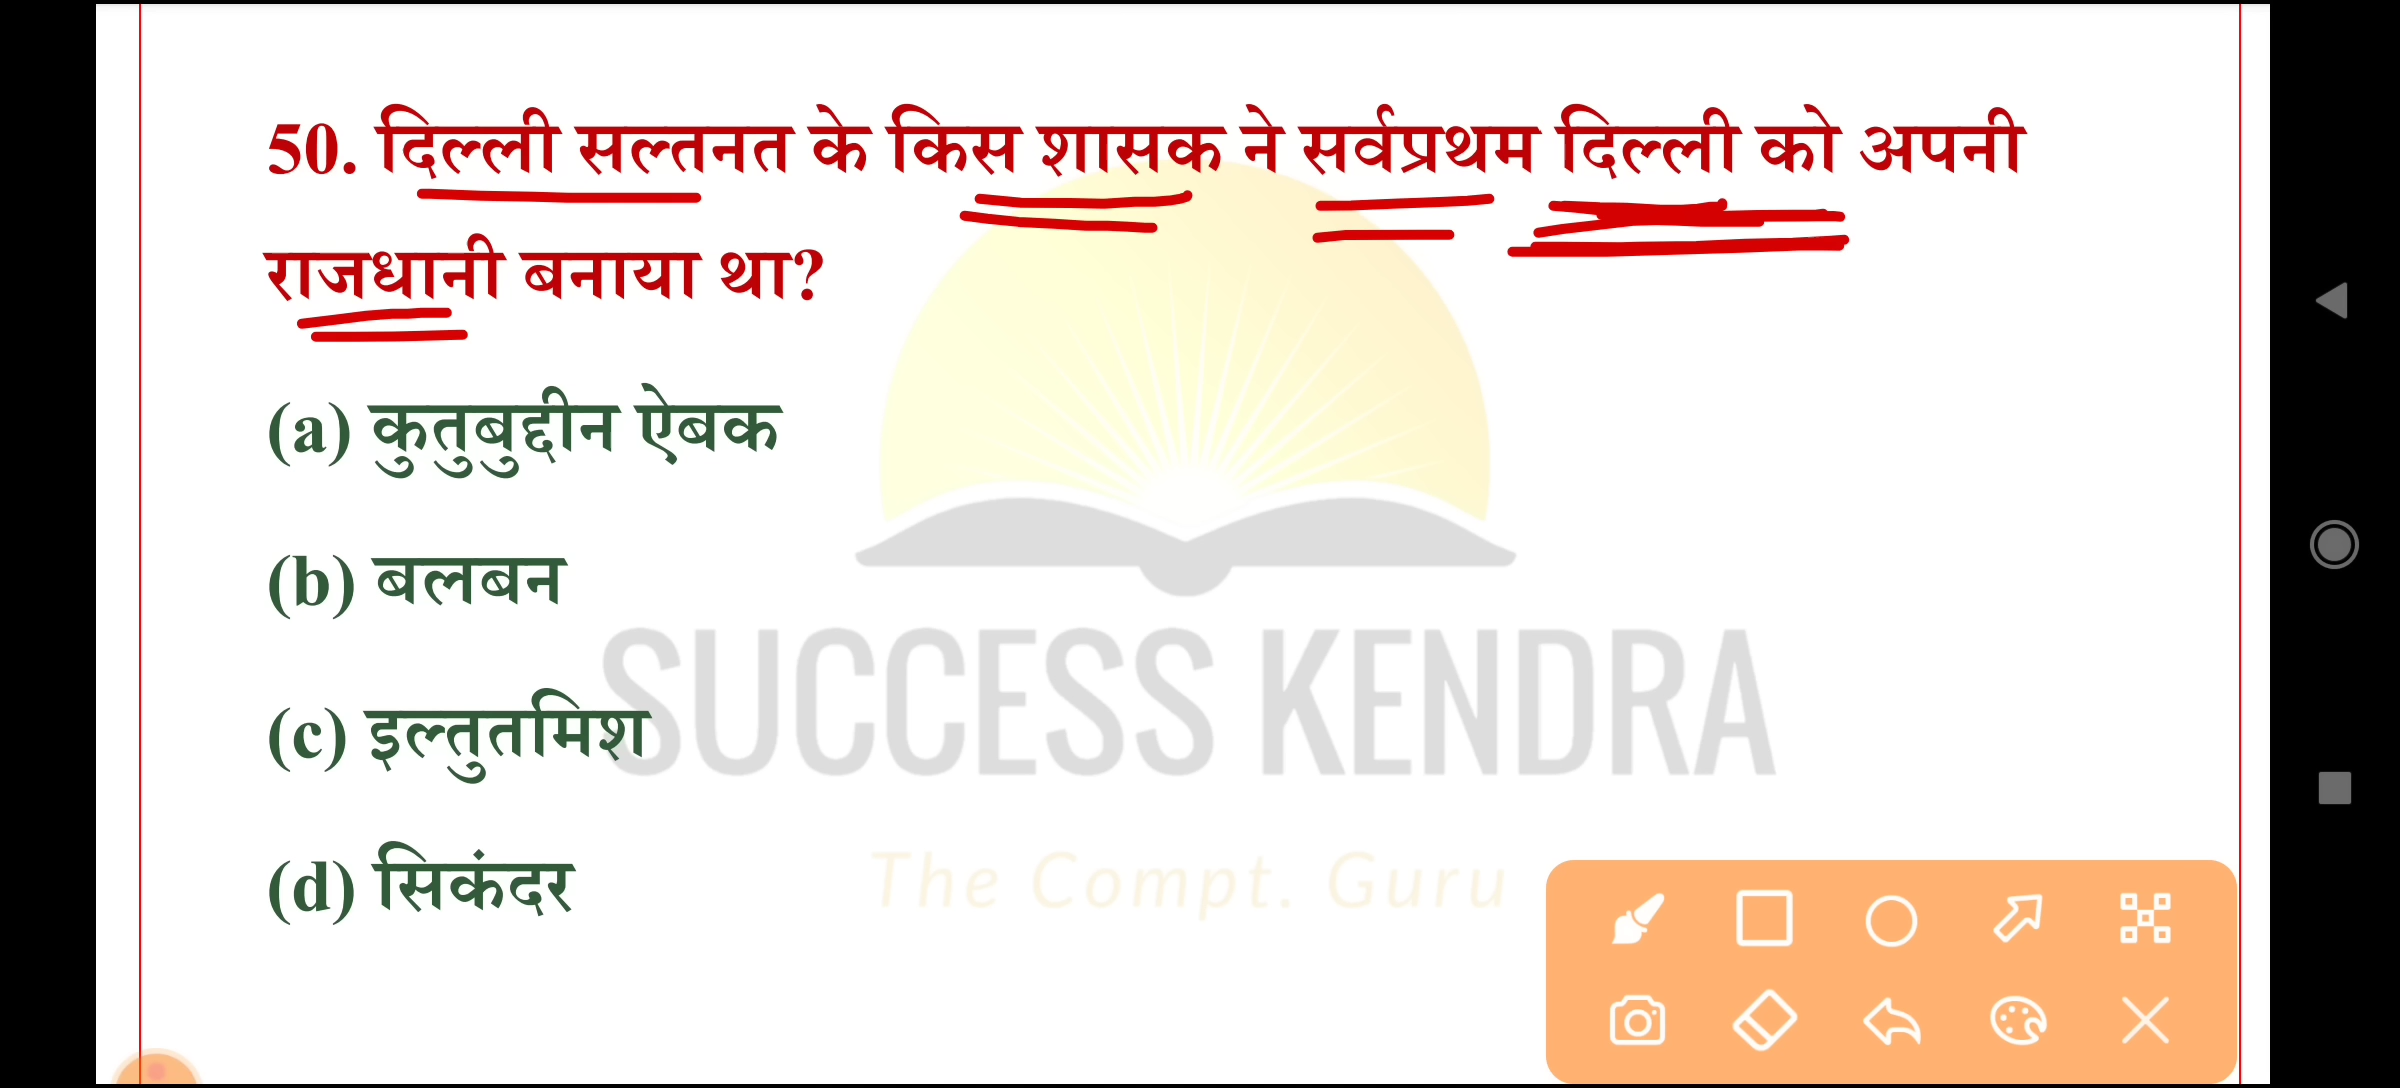 50. दिल्ली सल्तनत के किस शासक ने सर्वप्रथम दिल्ली को अपनी
राजधानी बनाया था?
(a) कुतुबुद्दीन ऐबक
(b) बलबन
(c) इल्तुतमिश
(d) सिकंदर
SUCCESS KENDRA
The Compt. Guru